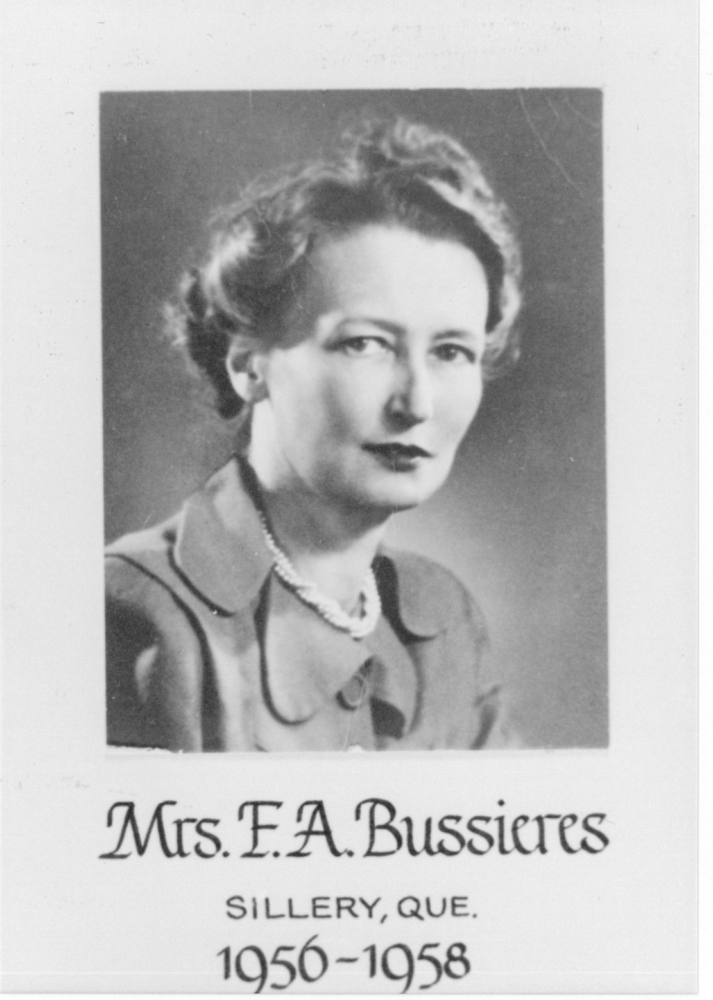 Mrs. F. A. Bussieres
SILLERY, QUE.
1956-1958